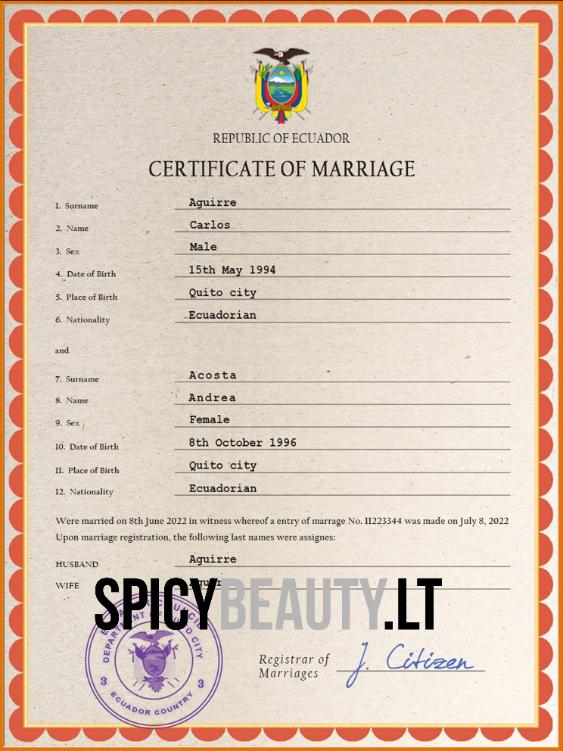 REPUBLIC OF ECUADOR
CERTIFICATE OF MARRIAGE
1. Surname Aguirre
2. Name Carlos
3. Sex Male
4. Date of Birth 15th May 1994
5. Place of Birth Quito city
6. Nationality Ecuadorian
and
7. Surname Acosta
8. Name Andrea
9. Sex Female
10. Date of Birth 8th October 1996
11. Place of Birth Quito city
12. Nationality Ecuadorian
Were married on 8th June 2022 in witness whereof a entry of marrage No. 11223344 was made on July 8, 2022
Upon marriage registration, the following last names were assignes:
HUSBAND Aguirre
WIFE
SPICYBEAUTY.LT
CITY
3 3
ECUADOR COUNTRY
Registrar of J. Citizen
Marriages